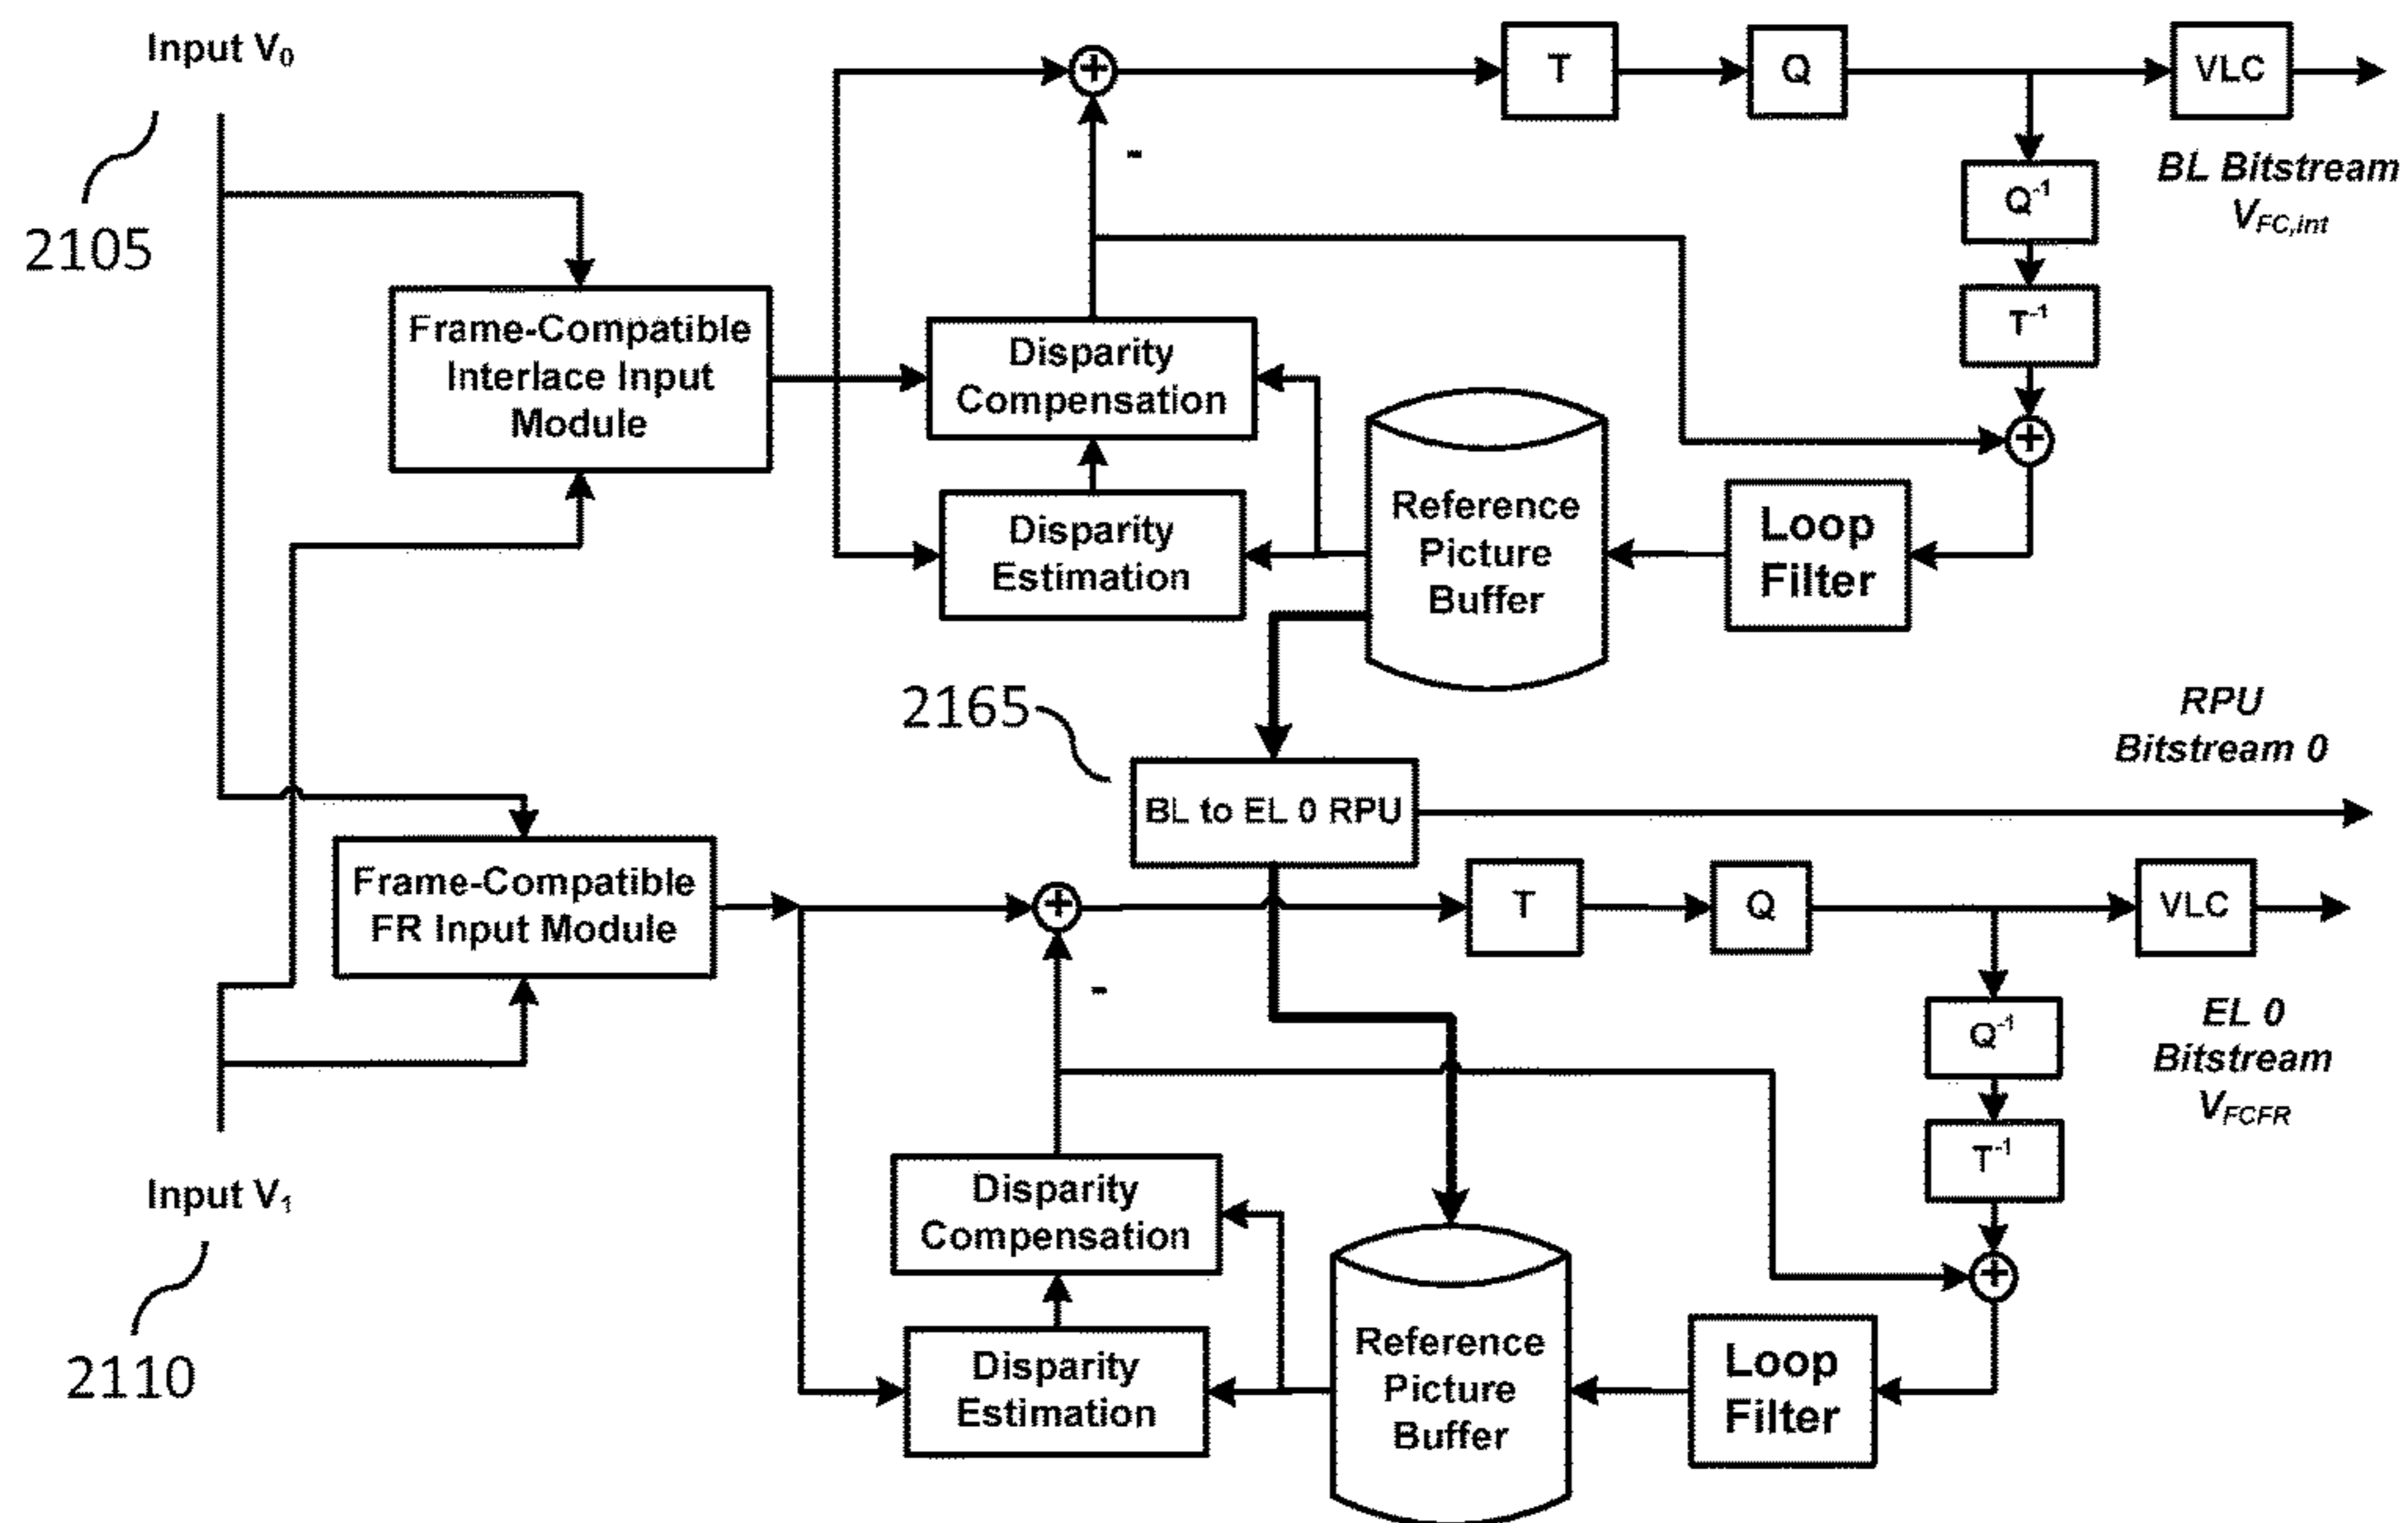 Input V₀
2105
Frame-Compatible
Interlace Input
Module
+
-
T
Q
VLC
BL Bitstream
V_FC,int
Q⁻¹
T⁻¹
+
Disparity
Compensation
Disparity
Estimation
Reference
Picture
Buffer
Loop
Filter
2165
BL to EL 0 RPU
RPU
Bitstream 0
Frame-Compatible
FR Input Module
+
-
T
Q
VLC
EL 0
Bitstream
V_FCFR
Q⁻¹
T⁻¹
+
Input V₁
2110
Disparity
Compensation
Disparity
Estimation
Reference
Picture
Buffer
Loop
Filter